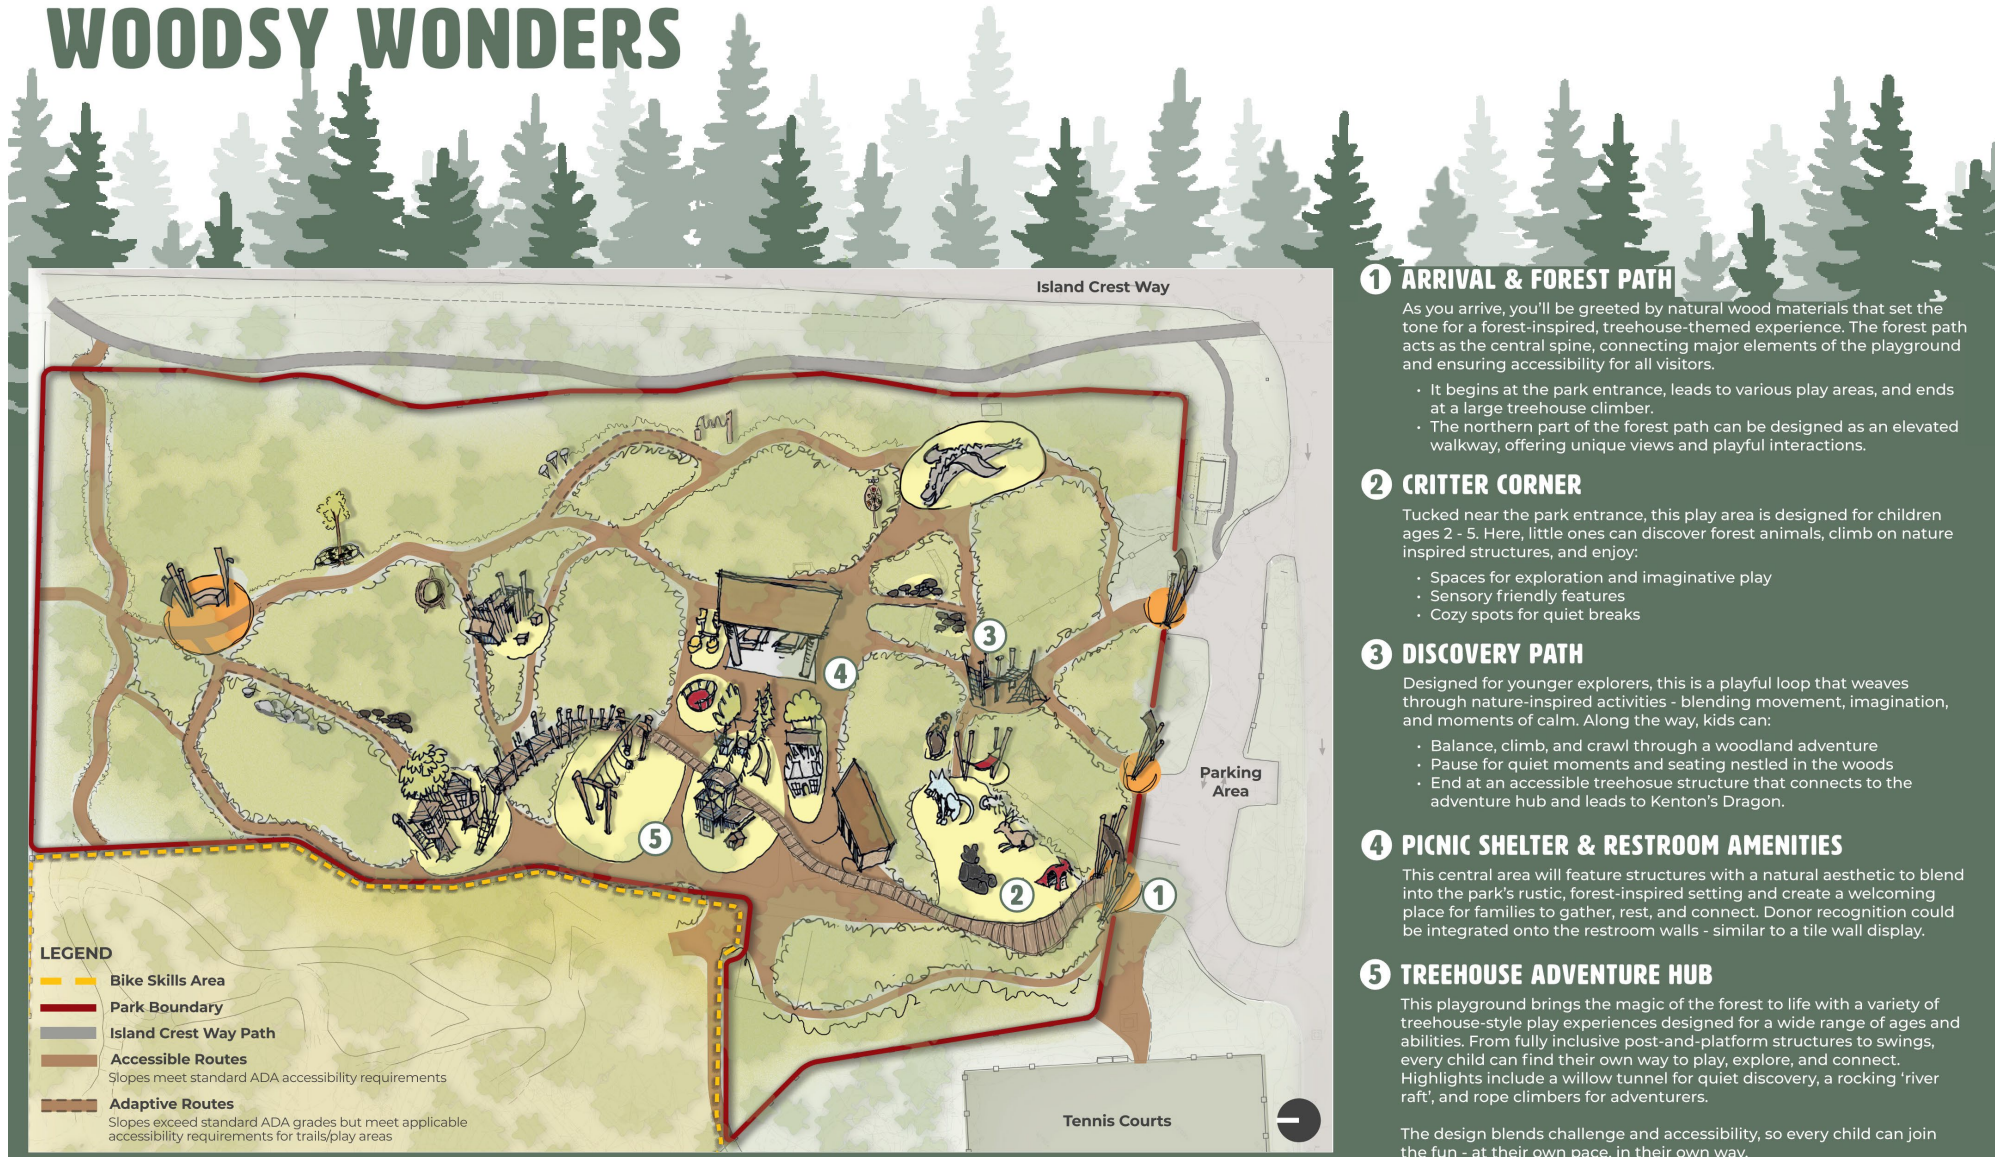 WOODSY WONDERS
Island Crest Way
Parking
Area
Tennis Courts
1
2
3
4
5
LEGEND
Bike Skills Area
Park Boundary
Island Crest Way Path
Accessible Routes
Slopes meet standard ADA accessibility requirements
Adaptive Routes
Slopes exceed standard ADA grades but meet applicable
accessibility requirements for trails/play areas
1 ARRIVAL & FOREST PATH
As you arrive, you'll be greeted by natural wood materials that set the
tone for a forest-inspired, treehouse-themed experience. The forest path
acts as the central spine, connecting major elements of the playground
and ensuring accessibility for all visitors.
• It begins at the park entrance, leads to various play areas, and ends
at a large treehouse climber.
• The northern part of the forest path can be designed as an elevated
walkway, offering unique views and playful interactions.
2 CRITTER CORNER
Tucked near the park entrance, this play area is designed for children
ages 2 - 5. Here, little ones can discover forest animals, climb on nature
inspired structures, and enjoy:
• Spaces for exploration and imaginative play
• Sensory friendly features
• Cozy spots for quiet breaks
3 DISCOVERY PATH
Designed for younger explorers, this is a playful loop that weaves
through nature-inspired activities - blending movement, imagination,
and moments of calm. Along the way, kids can:
• Balance, climb, and crawl through a woodland adventure
• Pause for quiet moments and seating nestled in the woods
• End at an accessible treehosue structure that connects to the
adventure hub and leads to Kenton's Dragon.
4 PICNIC SHELTER & RESTROOM AMENITIES
This central area will feature structures with a natural aesthetic to blend
into the park's rustic, forest-inspired setting and create a welcoming
place for families to gather, rest, and connect. Donor recognition could
be integrated onto the restroom walls - similar to a tile wall display.
5 TREEHOUSE ADVENTURE HUB
This playground brings the magic of the forest to life with a variety of
treehouse-style play experiences designed for a wide range of ages and
abilities. From fully inclusive post-and-platform structures to swings,
every child can find their own way to play, explore, and connect.
Highlights include a willow tunnel for quiet discovery, a rocking 'river
raft', and rope climbers for adventurers.
The design blends challenge and accessibility, so every child can join
the fun - at their own pace, in their own way.